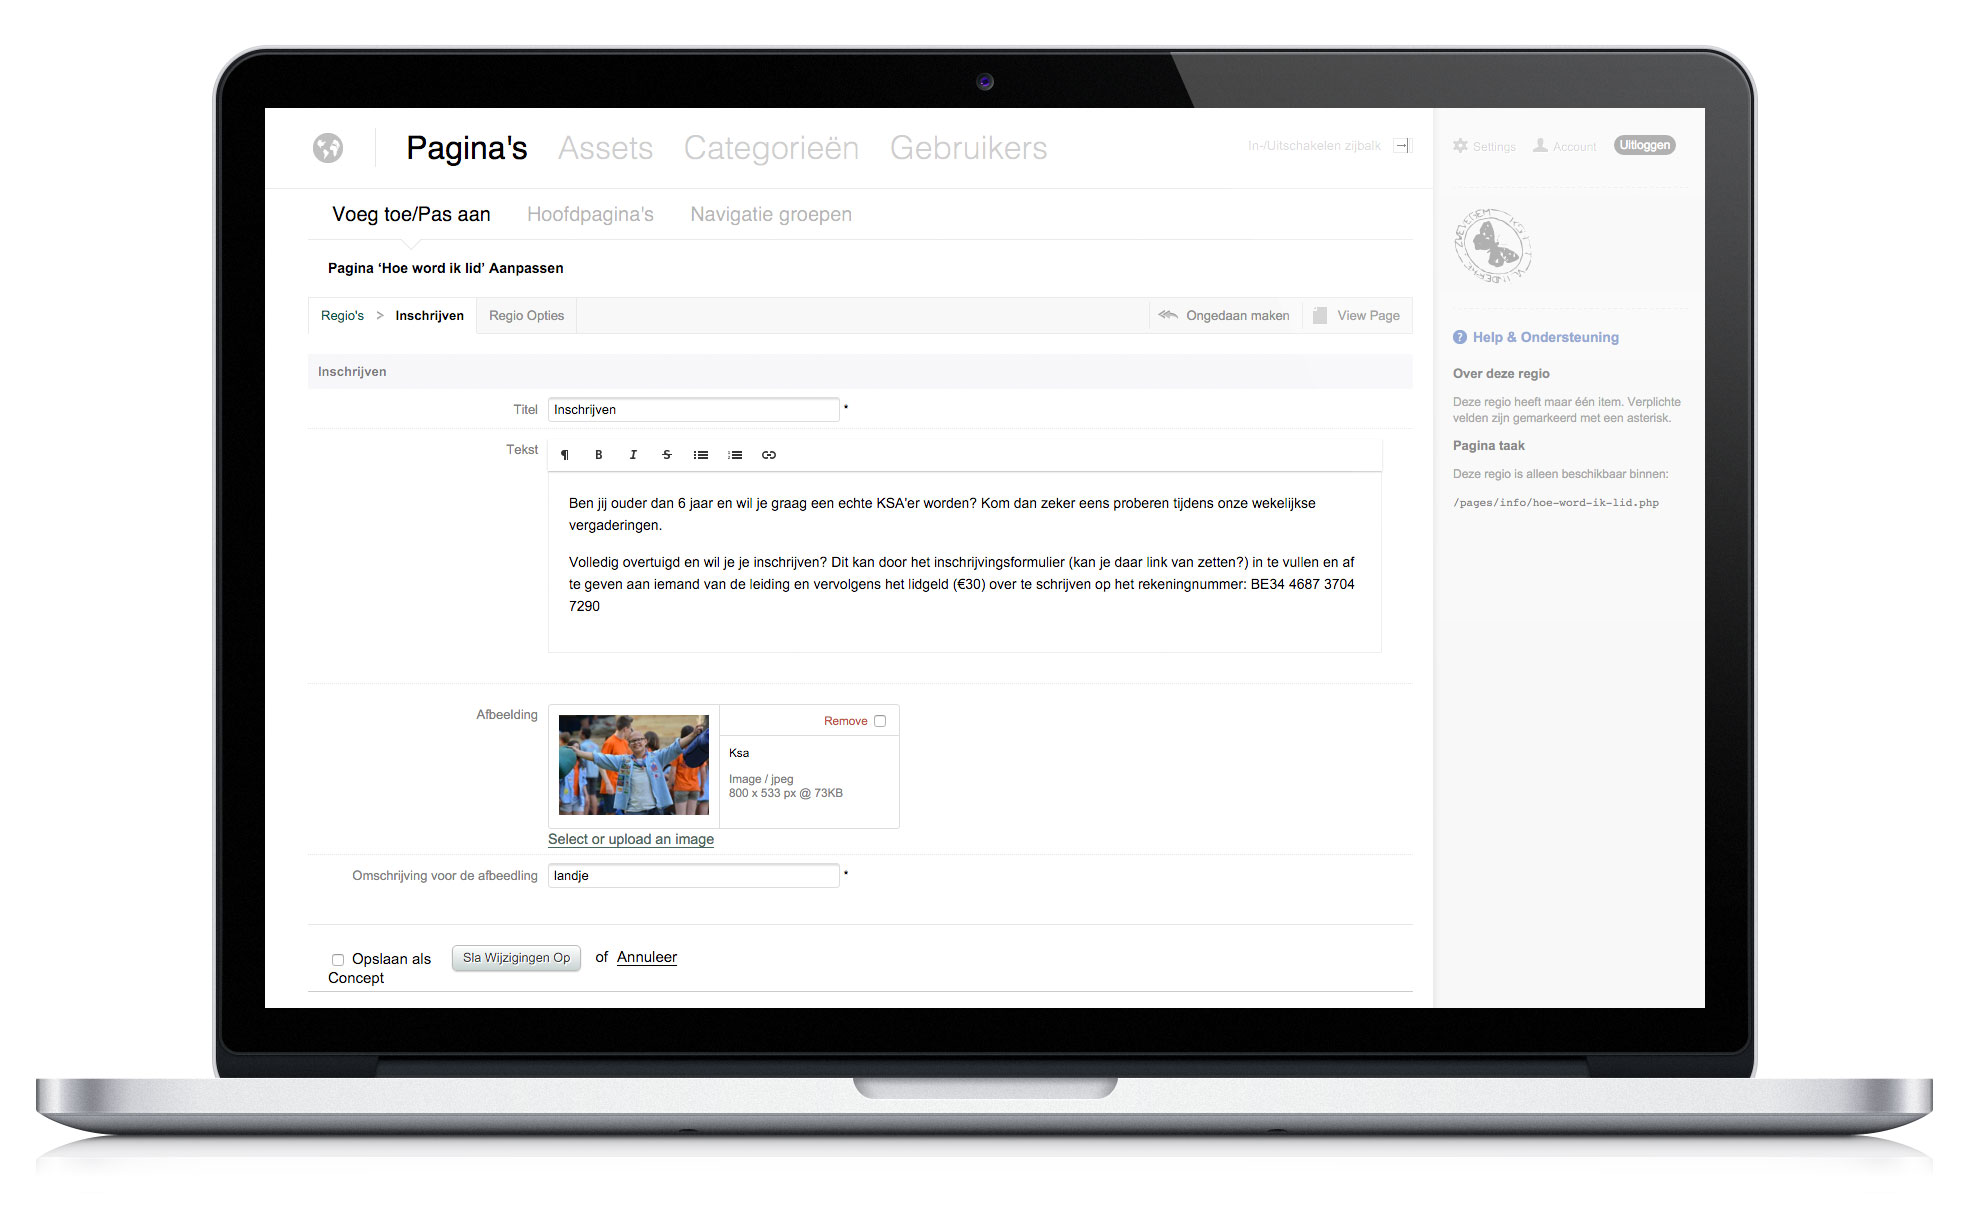 Pagina's Assets Categorieën Gebruikers
In-/Uitschakelen zijbalk
Settings Account Uitloggen
Voeg toe/Pas aan Hoofdpagina's Navigatie groepen
Pagina ‘Hoe word ik lid’ Aanpassen
Regio's > Inschrijven Regio Opties
Ongedaan maken View Page
Inschrijven
Titel Inschrijven *
Tekst
Ben jij ouder dan 6 jaar en wil je graag een echte KSA'er worden? Kom dan zeker eens proberen tijdens onze wekelijkse
vergaderingen.
Volledig overtuigd en wil je je inschrijven? Dit kan door het inschrijvingsformulier (kan je daar link van zetten?) in te vullen en af
te geven aan iemand van de leiding en vervolgens het lidgeld (€30) over te schrijven op het rekeningnummer: BE34 4687 3704
7290
Afbeelding
Remove
Ksa
Image / jpeg
800 x 533 px @ 73KB
Select or upload an image
Omschrijving voor de afbeedling landje *
Opslaan als
Concept
Sla Wijzigingen Op of Annuleer
ZWEVEGEM
? Help & Ondersteuning
Over deze regio
Deze regio heeft maar één item. Verplichte
velden zijn gemarkeerd met een asterisk.
Pagina taak
Deze regio is alleen beschikbaar binnen:
/pages/info/hoe-word-ik-lid.php